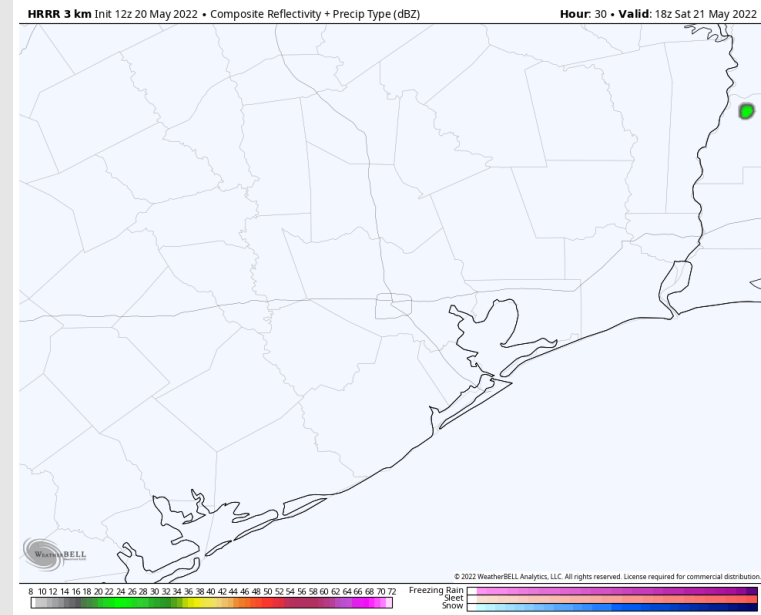 HRRR 3 km Init 12z 20 May 2022 • Composite Reflectivity + Precip Type (dBZ)
Hour: 30 • Valid: 18z Sat 21 May 2022
WEATHERBELL
© 2022 WeatherBELL Analytics, LLC. All rights reserved. License required for commercial distribution.
8 10 12 14 16 18 20 22 24 26 28 30 32 34 36 38 40 42 44 46 48 50 52 54 56 58 60 62 64 66 68 70 72
Freezing Rain
Sleet
Snow